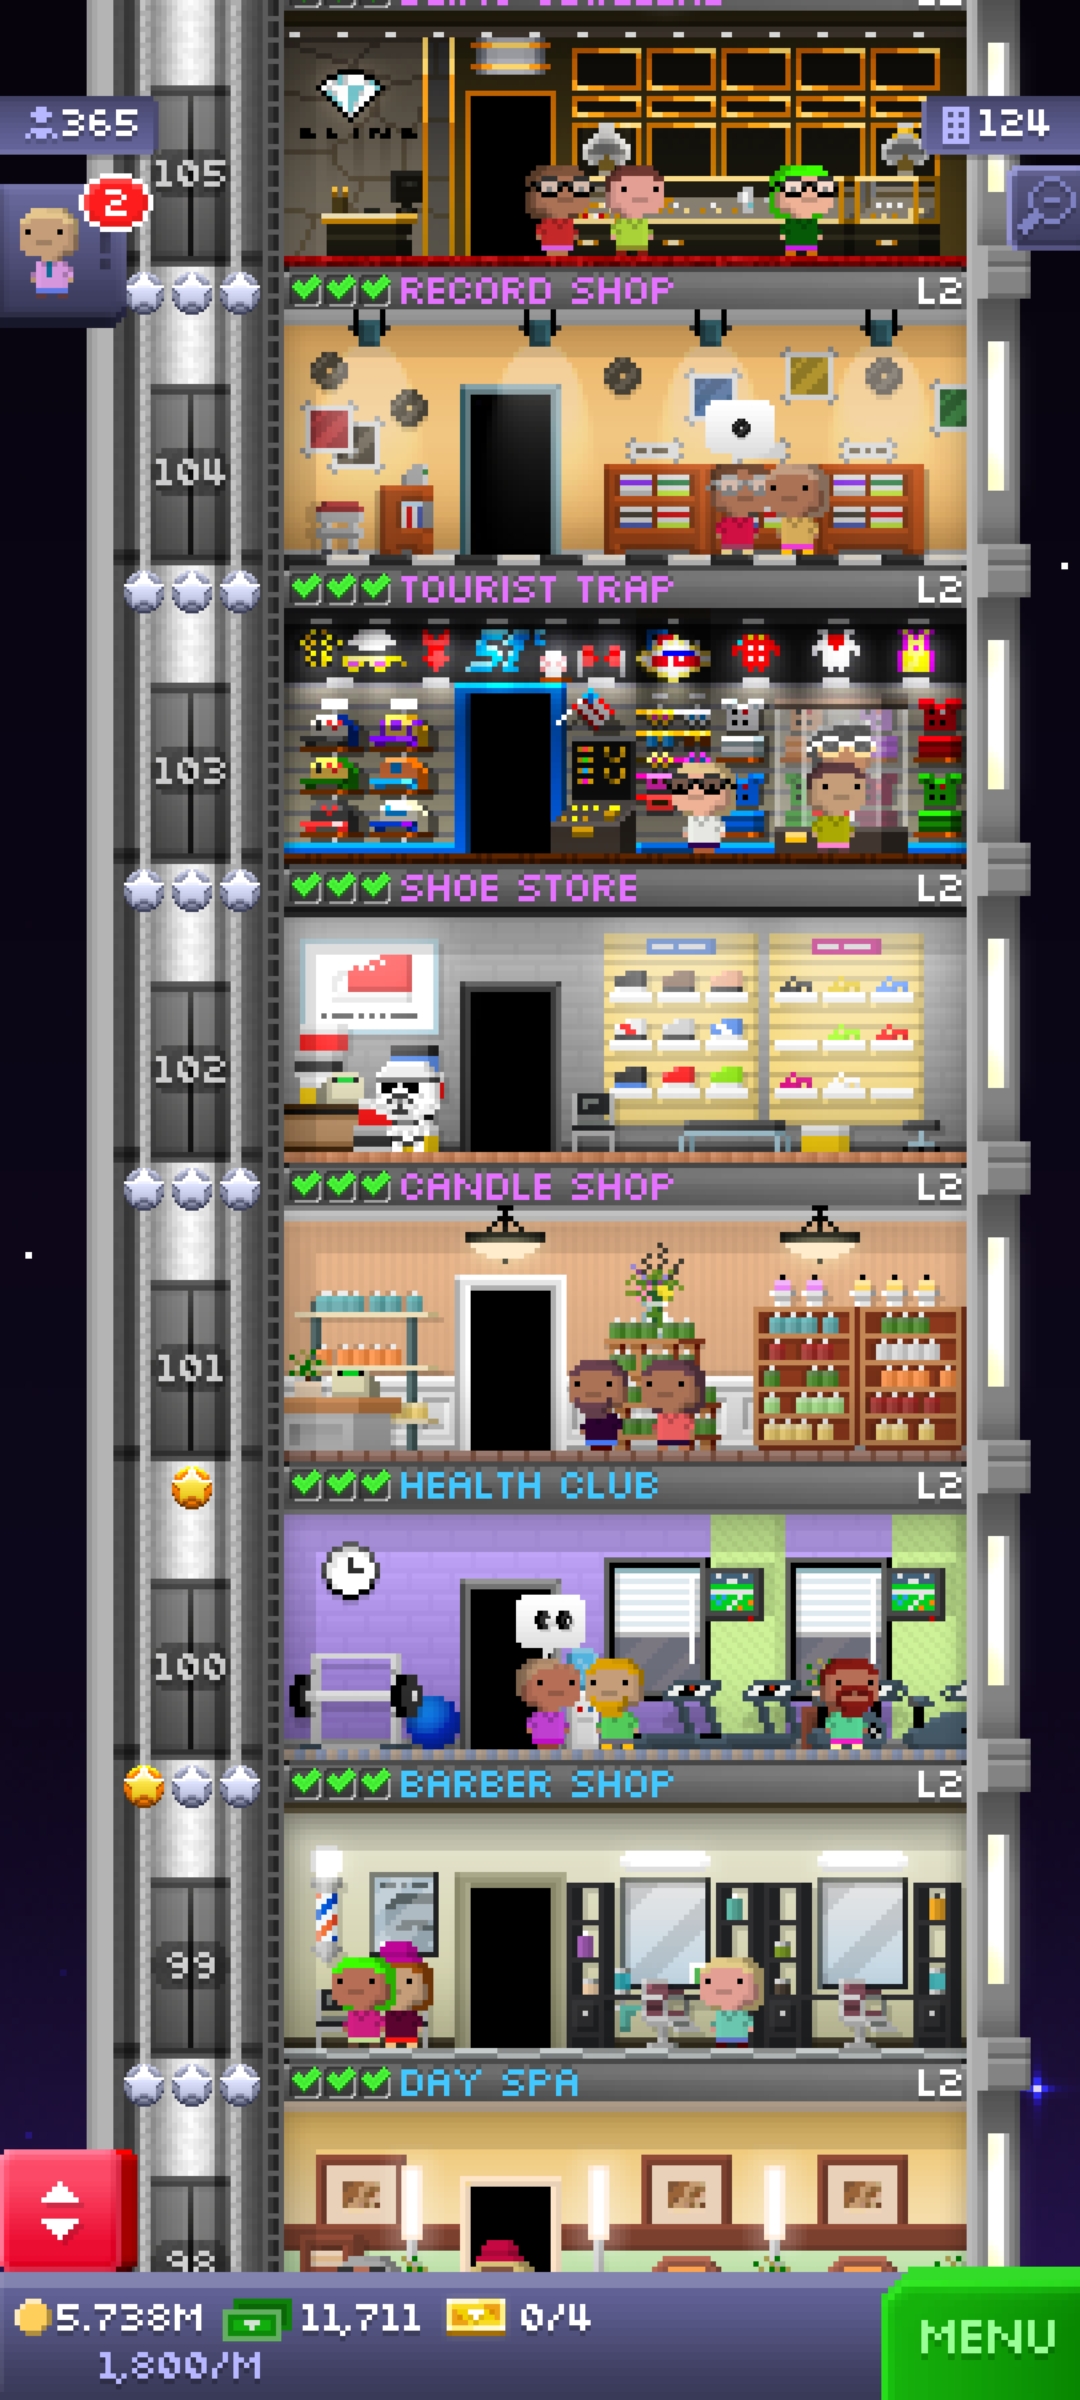 L2
BLING
365
124
105
2
RECORD SHOP L2
104
TOURIST TRAP L2
103
SHOE STORE L2
102
CANDLE SHOP L2
101
HEALTH CLUB L2
100
BARBER SHOP L2
99
DAY SPA L2
98
5.738M 11,711 0/4
1,800/M
MENU